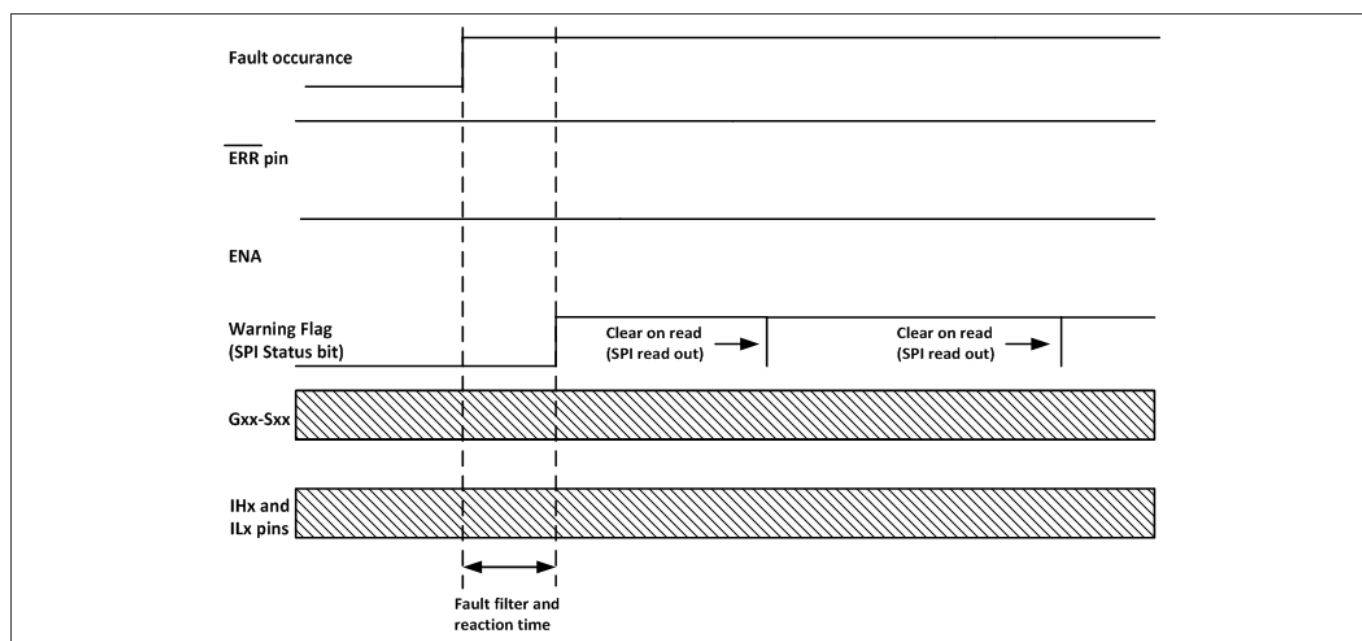 Fault occurance
ERR pin
ENA
Warning Flag
(SPI Status bit)
Clear on read
(SPI read out)
Clear on read
(SPI read out)
Gxx-Sxx
IHx and
ILx pins
Fault filter and
reaction time